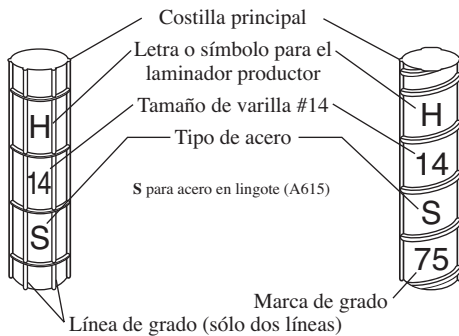 Costilla principal
Letra o símbolo para el
laminador productor
H
H
Tamaño de varilla #14
14
14
Tipo de acero
S para acero en lingote (A615)
S
S
75
Marca de grado
Línea de grado (sólo dos líneas)